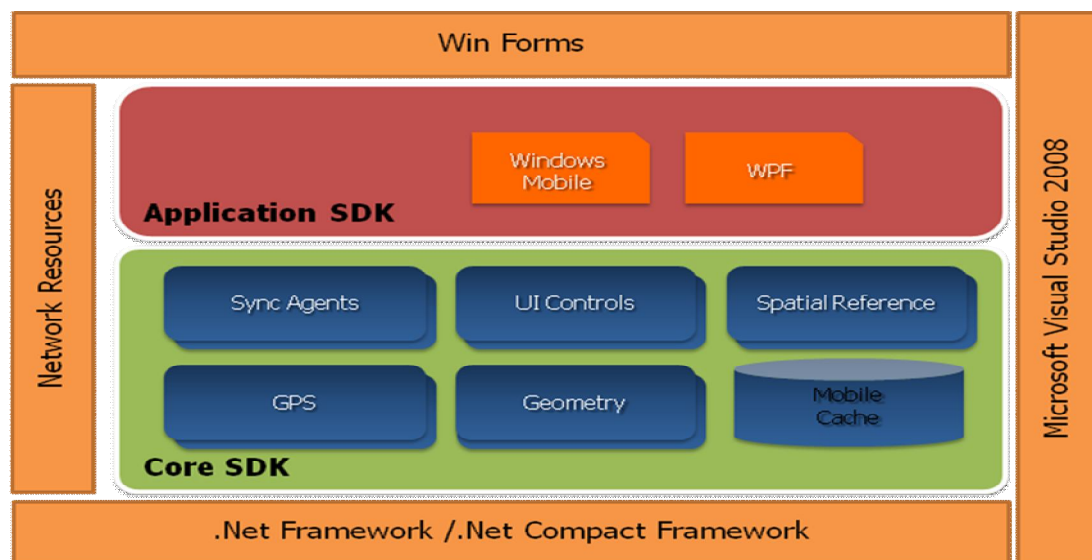 Win Forms
Network Resources
Windows
Mobile
WPF
Application SDK
Sync Agents
UI Controls
Spatial Reference
GPS
Geometry
Mobile
Cache
Core SDK
.Net Framework /.Net Compact Framework
Microsoft Visual Studio 2008